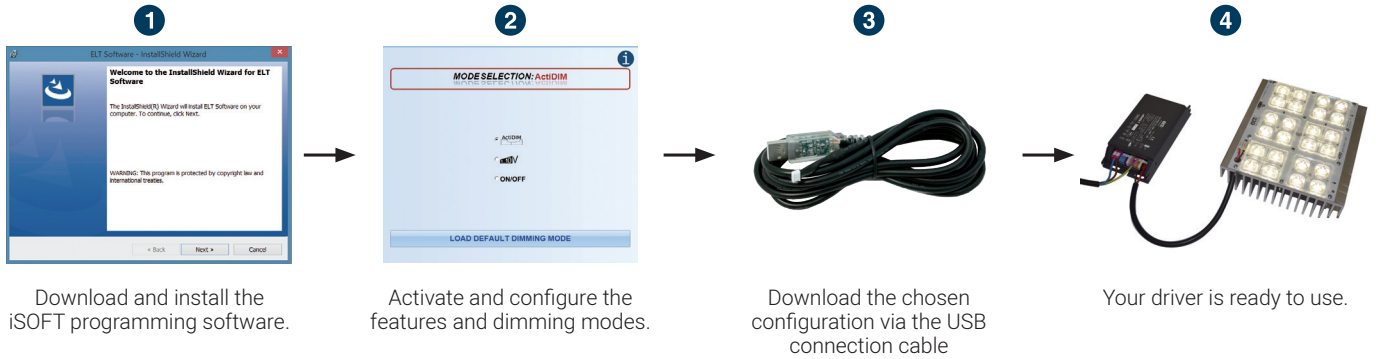 1
2
3
4
ELT Software - InstallShield Wizard
Welcome to the InstallShield Wizard for ELT
Software
The InstallShield(R) Wizard will install ELT Software on your
computer. To continue, click Next.
WARNING: This program is protected by copyright law and
international treaties.
< Back
Next >
Cancel
i
MODE SELECTION: ActiDIM
ActiDIM
ON/OFF
LOAD DEFAULT DIMMING MODE
Download and install the
iSOFT programming software.
Activate and configure the
features and dimming modes.
Download the chosen
configuration via the USB
connection cable
Your driver is ready to use.